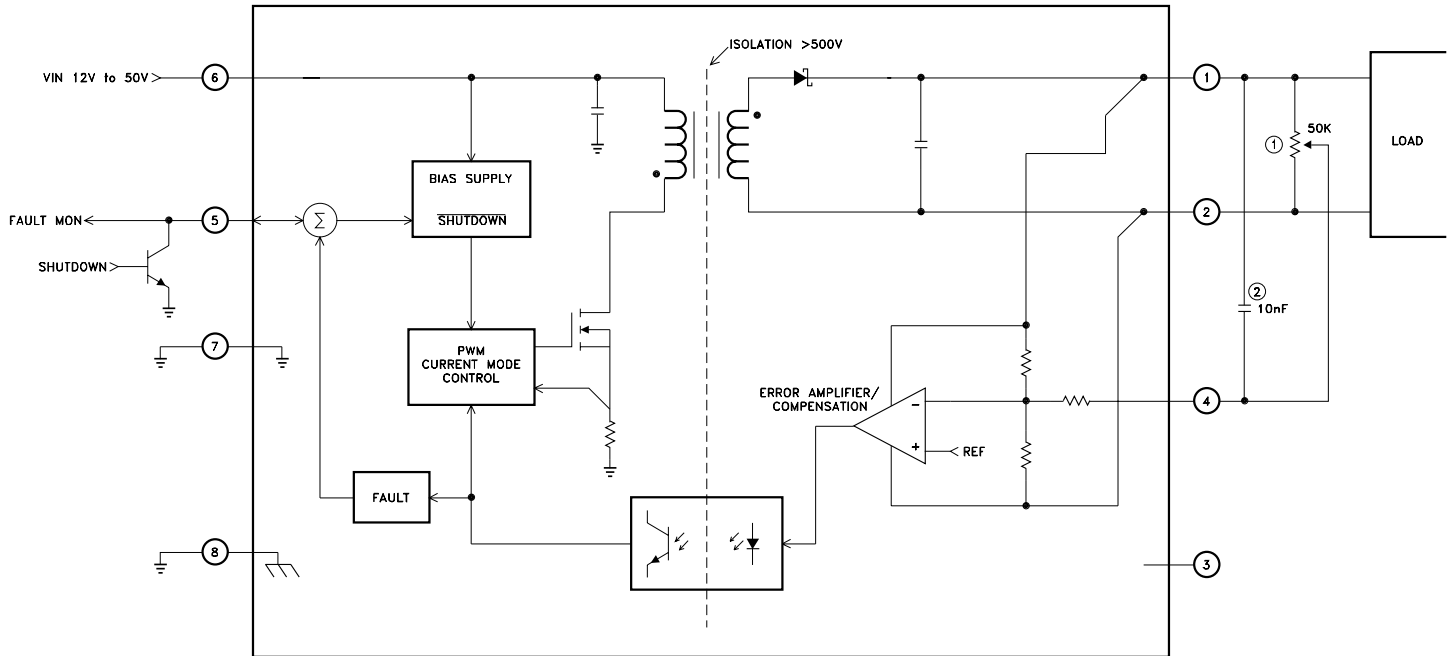 ISOLATION >500V
VIN 12V to 50V
6
1
50K
1
LOAD
BIAS SUPPLY
SHUTDOWN
FAULT MON
5
Σ
2
SHUTDOWN
2
10nF
7
PWM
CURRENT MODE
CONTROL
ERROR AMPLIFIER/
COMPENSATION
−
4
+
REF
FAULT
8
3